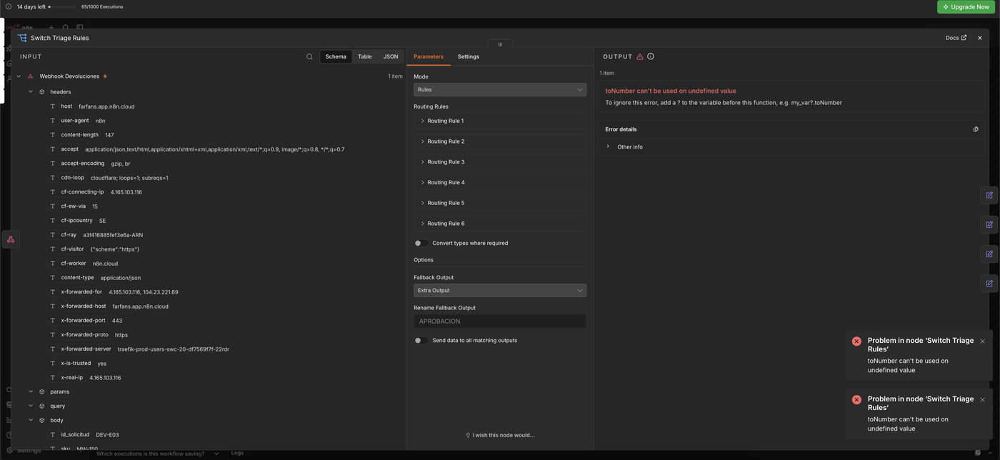 14 days left
65/1000 Executions
Upgrade Now
n8n
Switch Triage Rules
Docs
INPUT
Schema
Table
JSON
Parameters
Settings
OUTPUT
Webhook Devoluciones
1 item
headers
host farfans.app.n8n.cloud
user-agent n8n
content-length 147
accept application/json,text/html,application/xhtml+xml,application/xml,text/*;q=0.9, image/*;q=0.8, */*;q=0.7
accept-encoding gzip, br
cdn-loop cloudflare; loops=1; subreqs=1
cf-connecting-ip 4.165.103.116
cf-ew-via 15
cf-ipcountry SE
cf-ray a3f416885fef3e6a-ARN
cf-visitor {"scheme":"https"}
cf-worker n8n.cloud
content-type application/json
x-forwarded-for 4.165.103.116, 104.23.221.69
x-forwarded-host farfans.app.n8n.cloud
x-forwarded-port 443
x-forwarded-proto https
x-forwarded-server traefik-prod-users-swc-20-df7569f7f-22rdr
x-is-trusted yes
x-real-ip 4.165.103.116
params
query
body
id_solicitud DEV-E03
sku MW-150
Mode
Rules
Routing Rules
Routing Rule 1
Routing Rule 2
Routing Rule 3
Routing Rule 4
Routing Rule 5
Routing Rule 6
Convert types where required
Options
Fallback Output
Extra Output
Rename Fallback Output
APROBACION
Send data to all matching outputs
I wish this node would...
1 item
toNumber can't be used on undefined value
To ignore this error, add a ? to the variable before this function, e.g. my_var?.toNumber
Error details
Other info
Problem in node ‘Switch Triage
Rules‘
toNumber can't be used on
undefined value
Problem in node ‘Switch Triage
Rules‘
toNumber can't be used on
undefined value
Settings
Which executions is this workflow saving?
Logs